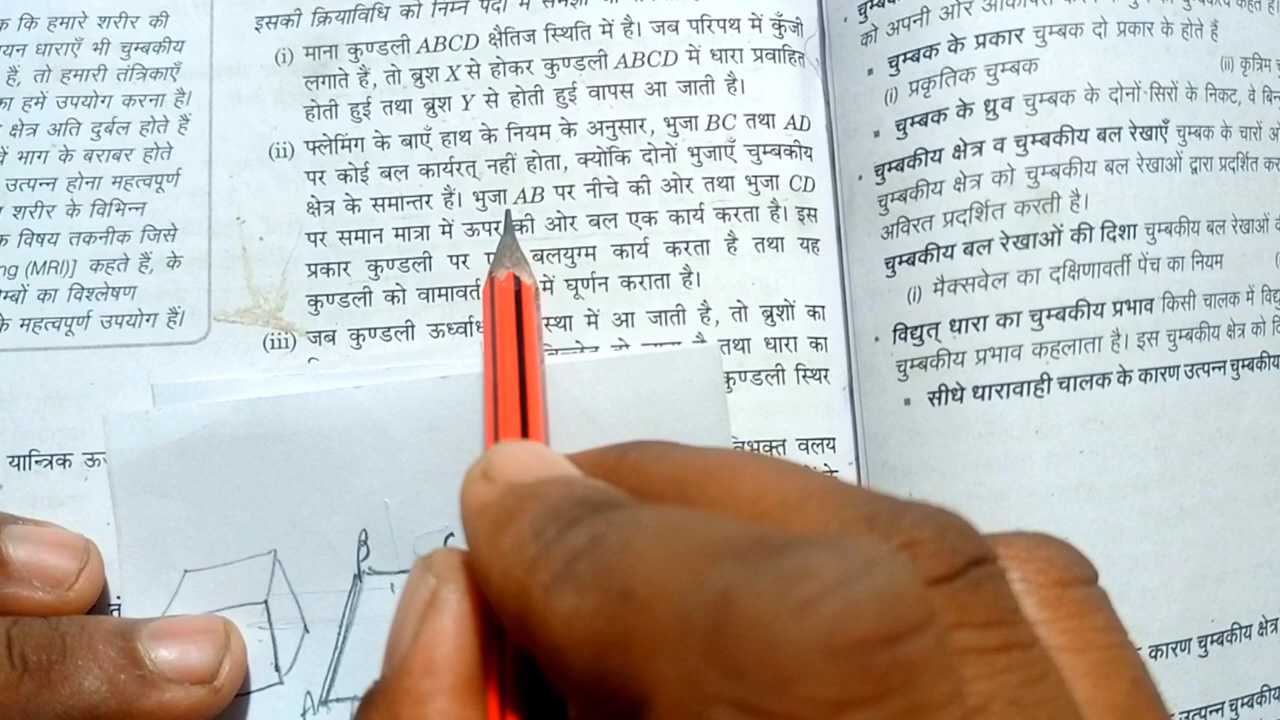 क कि हमारे शरीर की
यन धाराएँ भी चुम्बकीय
हैं, तो हमारी तंत्रिकाएँ
का हमें उपयोग करना है।
क्षेत्र अति दुर्बल होते हैं
वें भाग के बराबर होते
उत्पन्न होना महत्वपूर्ण
शरीर के विभिन्न
क विषय तकनीक जिसे
ng (MRI)] कहते हैं, के
म्बों का विश्लेषण
के महत्वपूर्ण उपयोग हैं।
यान्त्रिक
इसकी क्रियाविधि को निम्न पदों
(i) माना कुण्डली ABCD क्षैतिज स्थिति में है। जब परिपथ में कुँजी
लगाते हैं, तो ब्रुश X से होकर कुण्डली ABCD में धारा प्रवाहित
होती हुई तथा ब्रुश Y से होती हुई वापस आ जाती है।
(ii) फ्लेमिंग के बाएँ हाथ के नियम के अनुसार, भुजा BC तथा AD
पर कोई बल कार्यरत् नहीं होता, क्योंकि दोनों भुजाएँ चुम्बकीय
क्षेत्र के समान्तर हैं। भुजा AB पर नीचे की ओर तथा भुजा CD
पर समान मात्रा में ऊपर की ओर बल एक कार्य करता है। इस
प्रकार कुण्डली पर बलयुग्म कार्य करता है तथा यह
कुण्डली को वामावर्त में घूर्णन कराता है।
(iii) जब कुण्डली ऊर्ध्वाध स्था में आ जाती है, तो ब्रुशों का
तथा धारा का
कुण्डली स्थिर
वलय
B
A
को अपनी ओर
चुम्बक के प्रकार चुम्बक दो प्रकार के होते हैं
(i) प्रकृतिक चुम्बक (ii) कृत्रिम
चुम्बक के ध्रुव चुम्बक के दोनों सिरों के निकट, वे
चुम्बकीय क्षेत्र व चुम्बकीय बल रेखाएँ चुम्बक के चारों
चुम्बकीय क्षेत्र को चुम्बकीय बल रेखाओं द्वारा प्रदर्शित
अविरत प्रदर्शित करती है।
चुम्बकीय बल रेखाओं की दिशा चुम्बकीय बल रेखाओं
(i) मैक्सवेल का दक्षिणावर्ती पेंच का नियम
विद्युत् धारा का चुम्बकीय प्रभाव किसी चालक में
चुम्बकीय प्रभाव कहलाता है। इस चुम्बकीय क्षेत्र को
सीधे धारावाही चालक के कारण उत्पन्न चुम्बकीय
कारण चुम्बकीय क्षेत्र
उत्पन्न चुम्बकीय